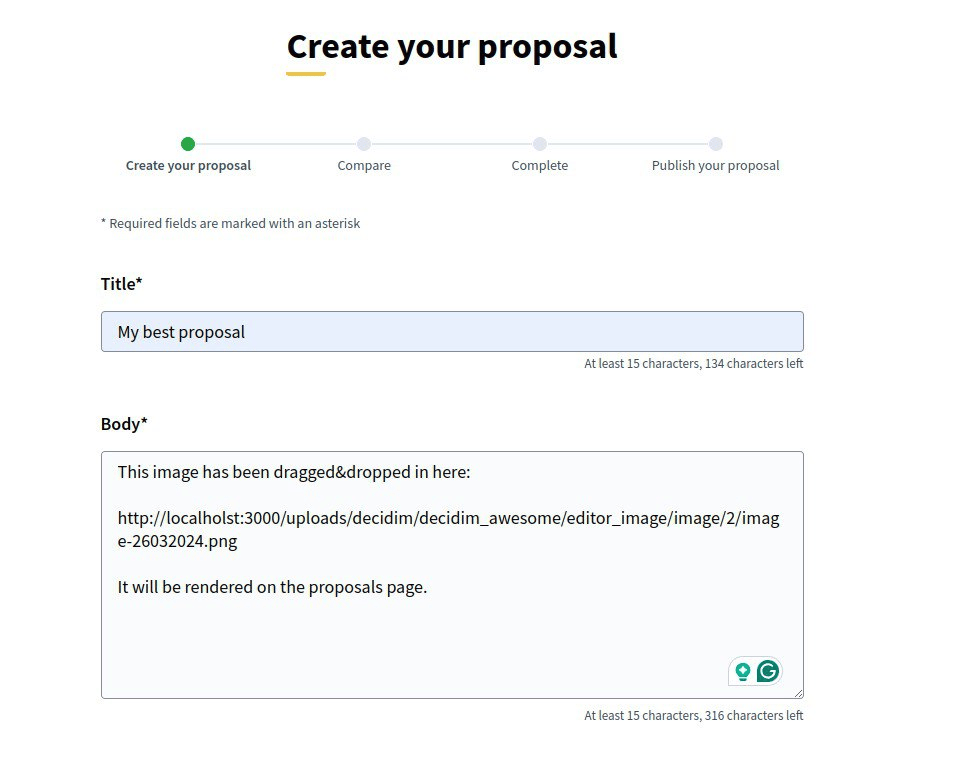 Create your proposal
Create your proposal
Compare
Complete
Publish your proposal
* Required fields are marked with an asterisk
Title*
My best proposal
At least 15 characters, 134 characters left
Body*
This image has been dragged&dropped in here:
http://localholst:3000/uploads/decidim/decidim_awesome/editor_image/image/2/imag
e-26032024.png
It will be rendered on the proposals page.
At least 15 characters, 316 characters left